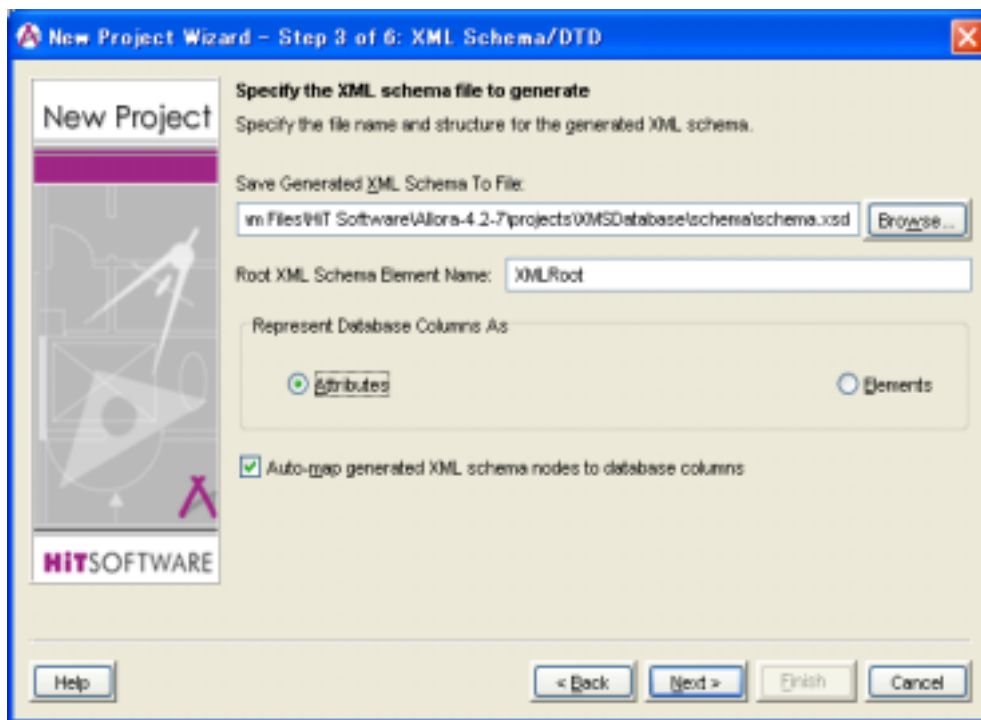 New Project Wizard – Step 3 of 6: XML Schema/DTD
New Project
Specify the XML schema file to generate
Specify the file name and structure for the generated XML schema.
Save Generated XML Schema To File:
\m Files\HiT Software\Allora-4.2-7\projects\XMSDatabase\schema\schema.xsd
Browse...
Root XML Schema Element Name:
XMLRoot
Represent Database Columns As
Attributes
Elements
Auto-map generated XML schema nodes to database columns
HiTSOFTWARE
Help
< Back
Next >
Finish
Cancel